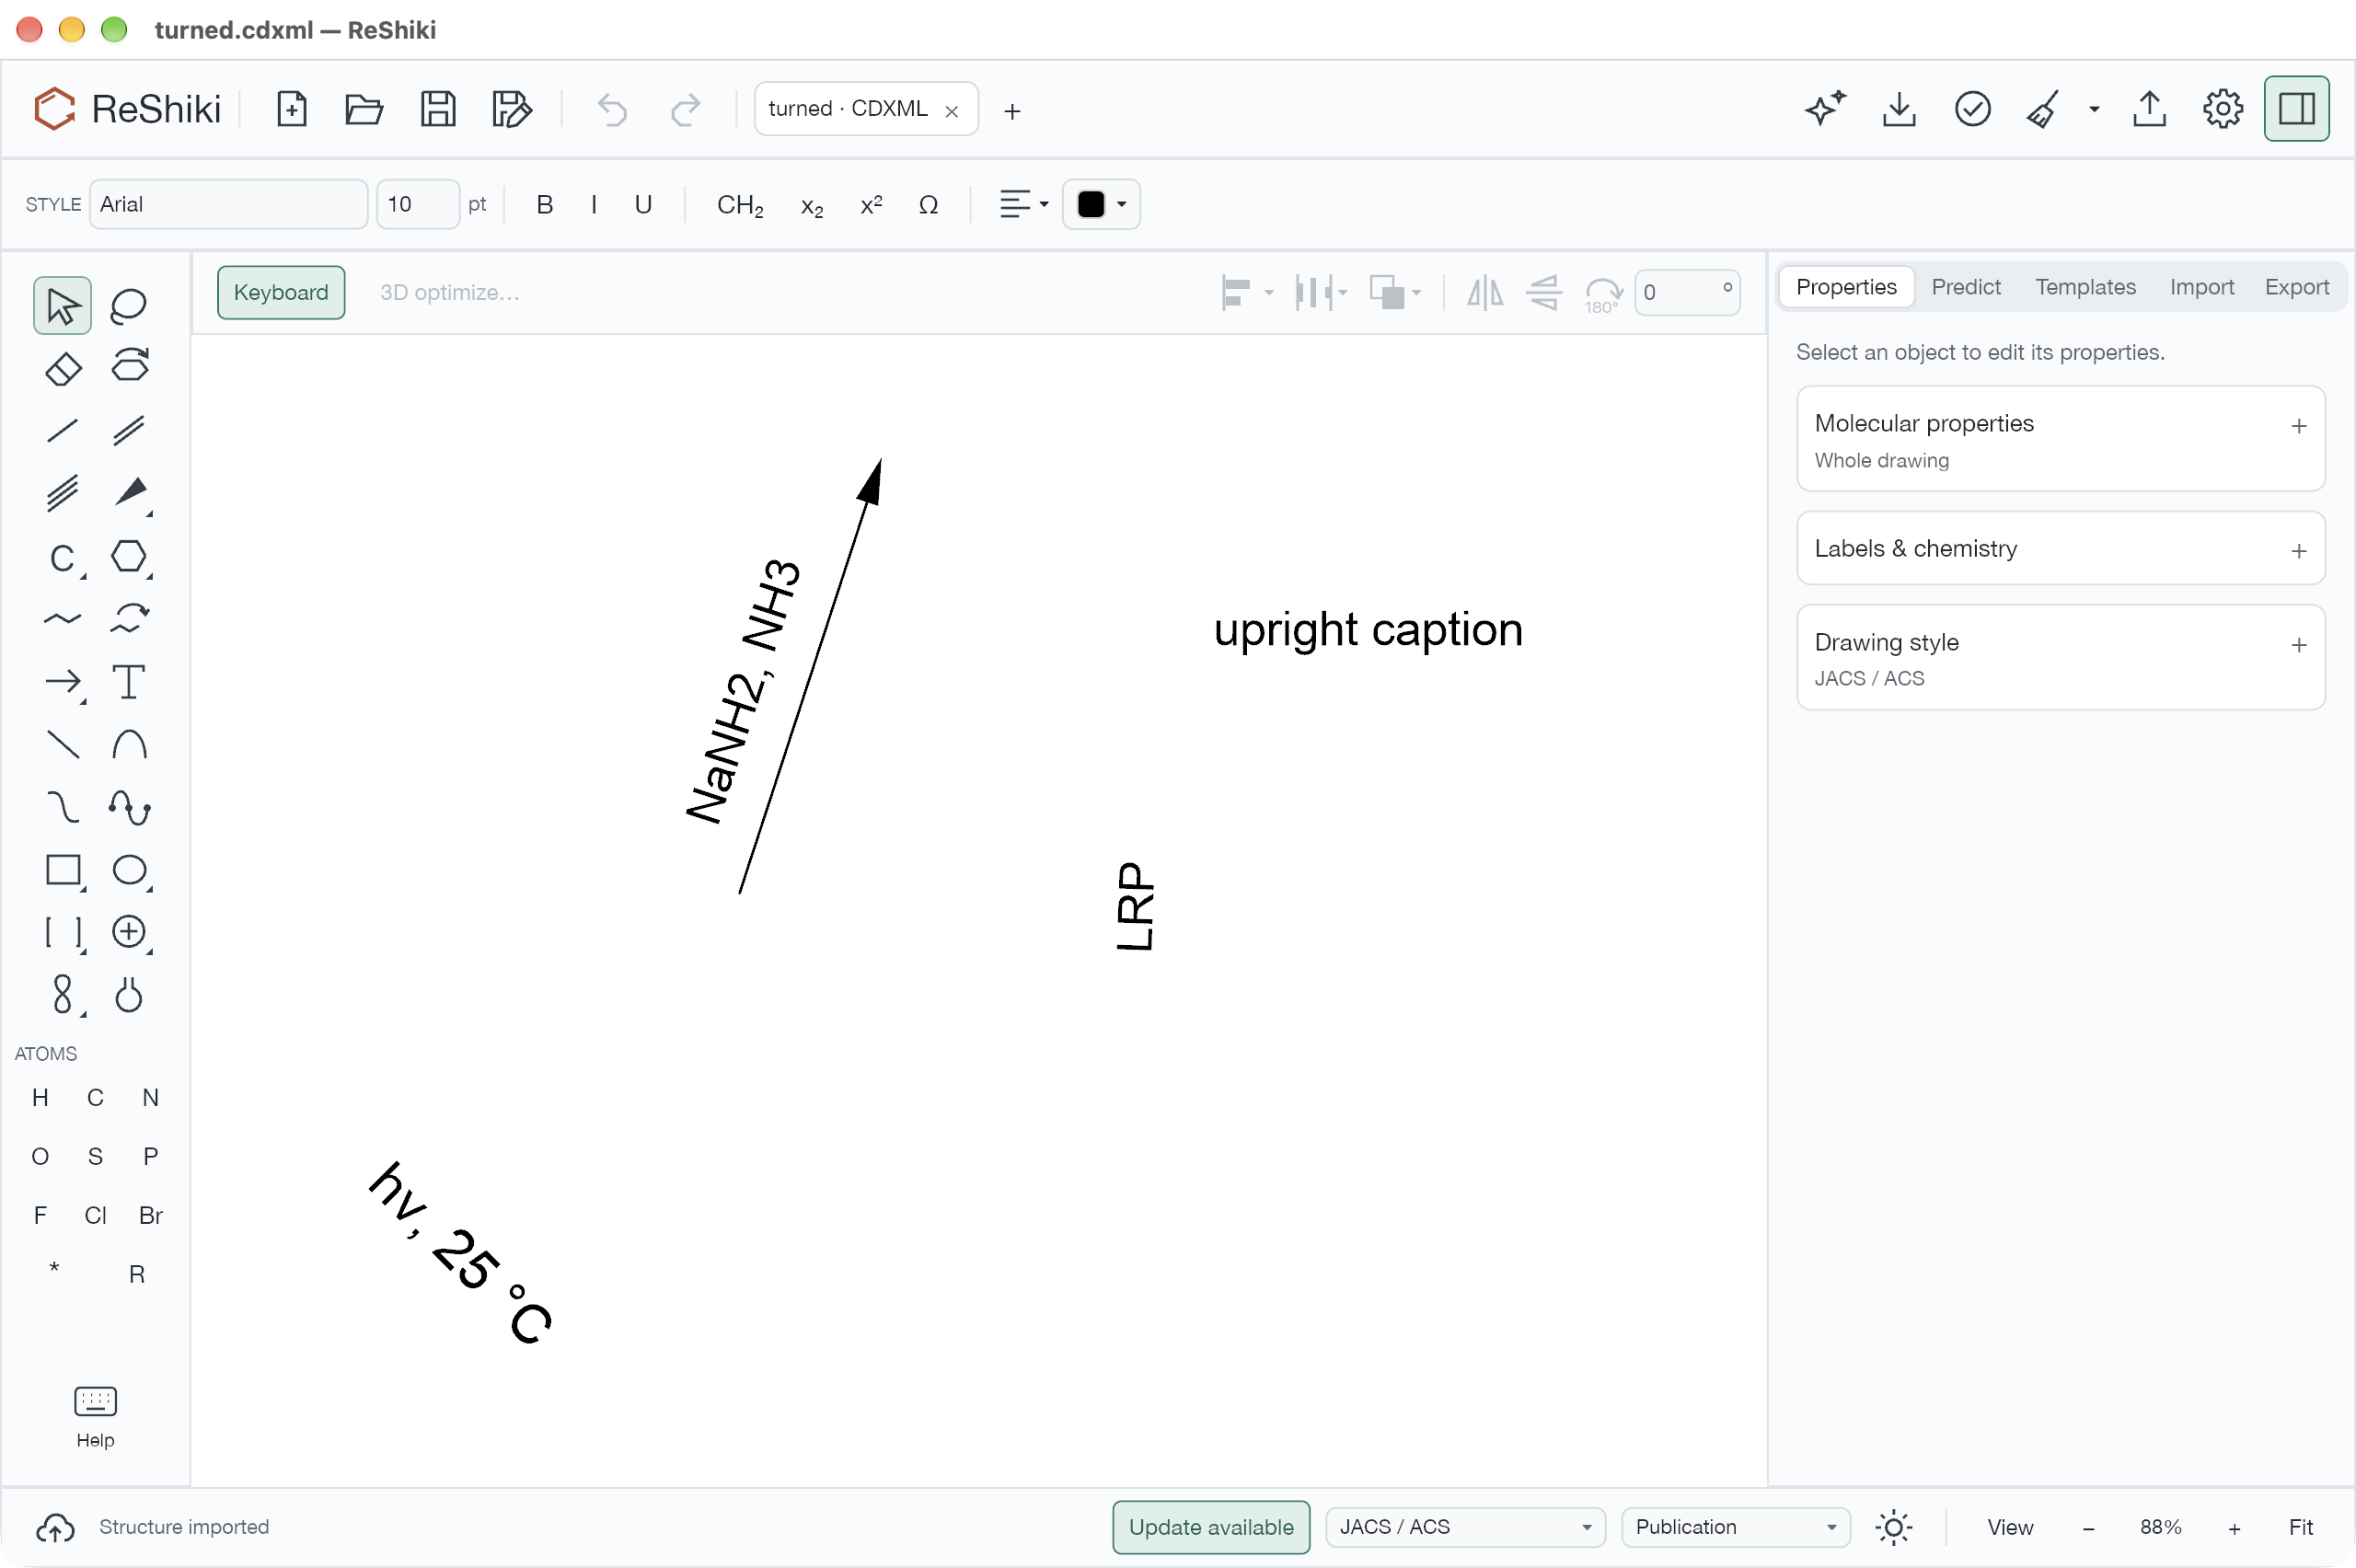 turned.cdxml — ReShiki
ReShiki
turned · CDXML
STYLE
Arial
10
pt
B
I
U
CH₂
x₂
x²
Ω
Keyboard
3D optimize...
180°
0 °
Properties
Predict
Templates
Import
Export
Select an object to edit its properties.
Molecular properties
Whole drawing
Labels & chemistry
Drawing style
JACS / ACS
C
T
ATOMS
H C N
O S P
F Cl Br
* R
Help
NaNH2, NH3
upright caption
LRP
hv, 25 °C
Structure imported
Update available
JACS / ACS
Publication
View
–
88%
+
Fit